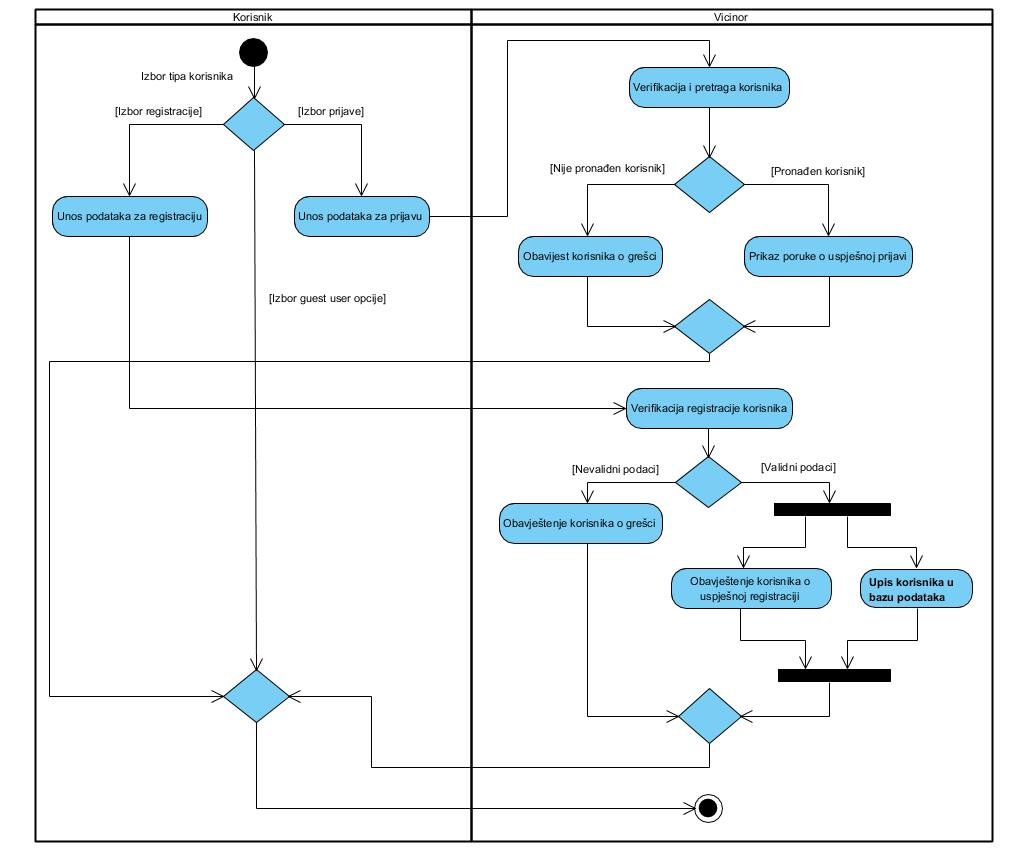 Korisnik
Vicinor
Izbor tipa korisnika
[Izbor registracije]
[Izbor prijave]
Verifikacija i pretraga korisnika
[Nije pronađen korisnik]
[Pronađen korisnik]
Unos podataka za registraciju
Unos podataka za prijavu
Obavijest korisnika o grešci
Prikaz poruke o uspješnoj prijavi
[Izbor guest user opcije]
Verifikacija registracije korisnika
[Nevalidni podaci]
[Validni podaci]
Obavještenje korisnika o grešci
Obavještenje korisnika o
uspješnoj registraciji
Upis korisnika u
bazu podataka